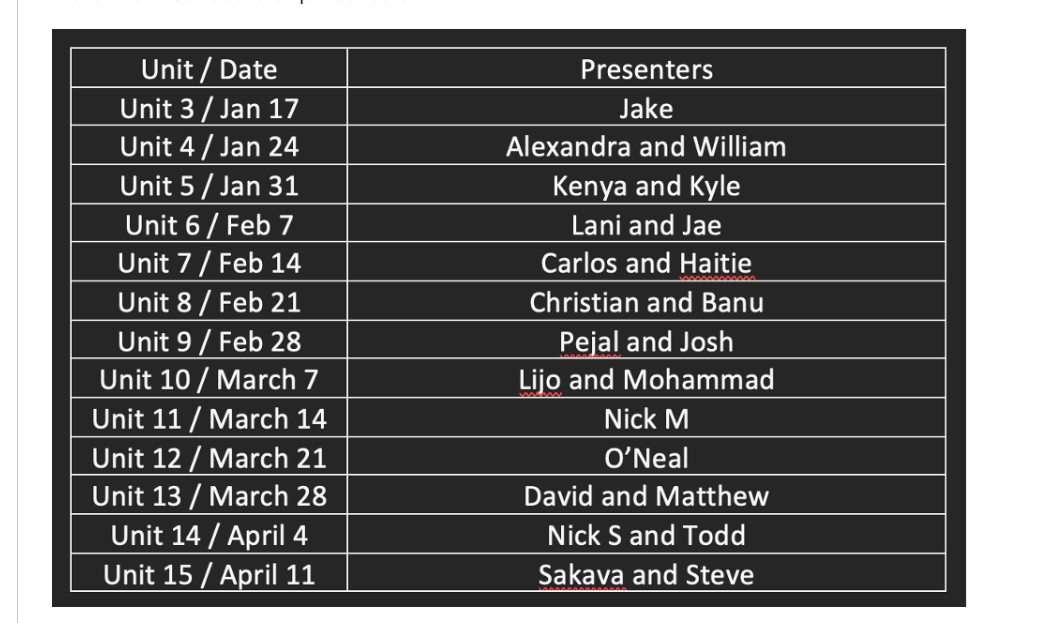 Unit / Date Presenters
Unit 3 / Jan 17 Jake
Unit 4 / Jan 24 Alexandra and William
Unit 5 / Jan 31 Kenya and Kyle
Unit 6 / Feb 7 Lani and Jae
Unit 7 / Feb 14 Carlos and Haitie
Unit 8 / Feb 21 Christian and Banu
Unit 9 / Feb 28 Pejal and Josh
Unit 10 / March 7 Lijo and Mohammad
Unit 11 / March 14 Nick M
Unit 12 / March 21 O’Neal
Unit 13 / March 28 David and Matthew
Unit 14 / April 4 Nick S and Todd
Unit 15 / April 11 Sakava and Steve